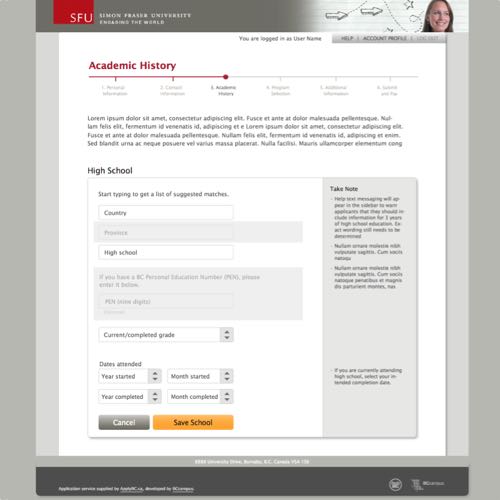 SFU SIMON FRASER UNIVERSITY
ENGAGING THE WORLD
You are logged in as User Name
HELP | ACCOUNT PROFILE | LOG OUT
Academic History
1. Personal Information
2. Contact Information
3. Academic History
4. Program Selection
5. Additional Information
6. Submit and Pay
Lorem ipsum dolor sit amet, consectetur adipiscing elit. Fusce et ante at dolor malesuada pellentesque. Nul-
lam felis elit, fermentum id venenatis id, adipiscing et e Lorem ipsum dolor sit amet, consectetur adipiscing elit.
Fusce et ante at dolor malesuada pellentesque. Nullam felis elit, fermentum id venenatis id, adipiscing et enim.
Sed blandit urna ac neque posuere vel varius massa placerat. Nulla facilisi. Mauris ullamcorper elementum cong
High School
Start typing to get a list of suggested matches.
Country
Province
High school
If you have a BC Personal Education Number (PEN), please
enter it below.
PEN (nine digits)
Optional
Current/completed grade
Dates attended
Year started
Month started
Year completed
Month completed
Cancel
Save School
Take Note
- Help text messaging will ap-
pear in the sidebar to warn
applicants that they should in-
clude information for 3 years
of high school education. Ex-
act wording still needs to be
determined
- Nullam ornare molestie nibh
vulputate sagittis. Cum sociis
natoqu
- Nullam ornare molestie nibh
vulputate sagittis. Cum sociis
natoque penatibus et magnis
dis parturient montes, nas
- If you are currently attending
high school, select your in-
tended completion date.
8888 University Drive, Burnaby, B.C. Canada V5A 1S6
Application service supplied by ApplyBC.ca, developed by BCcampus
BCcampus